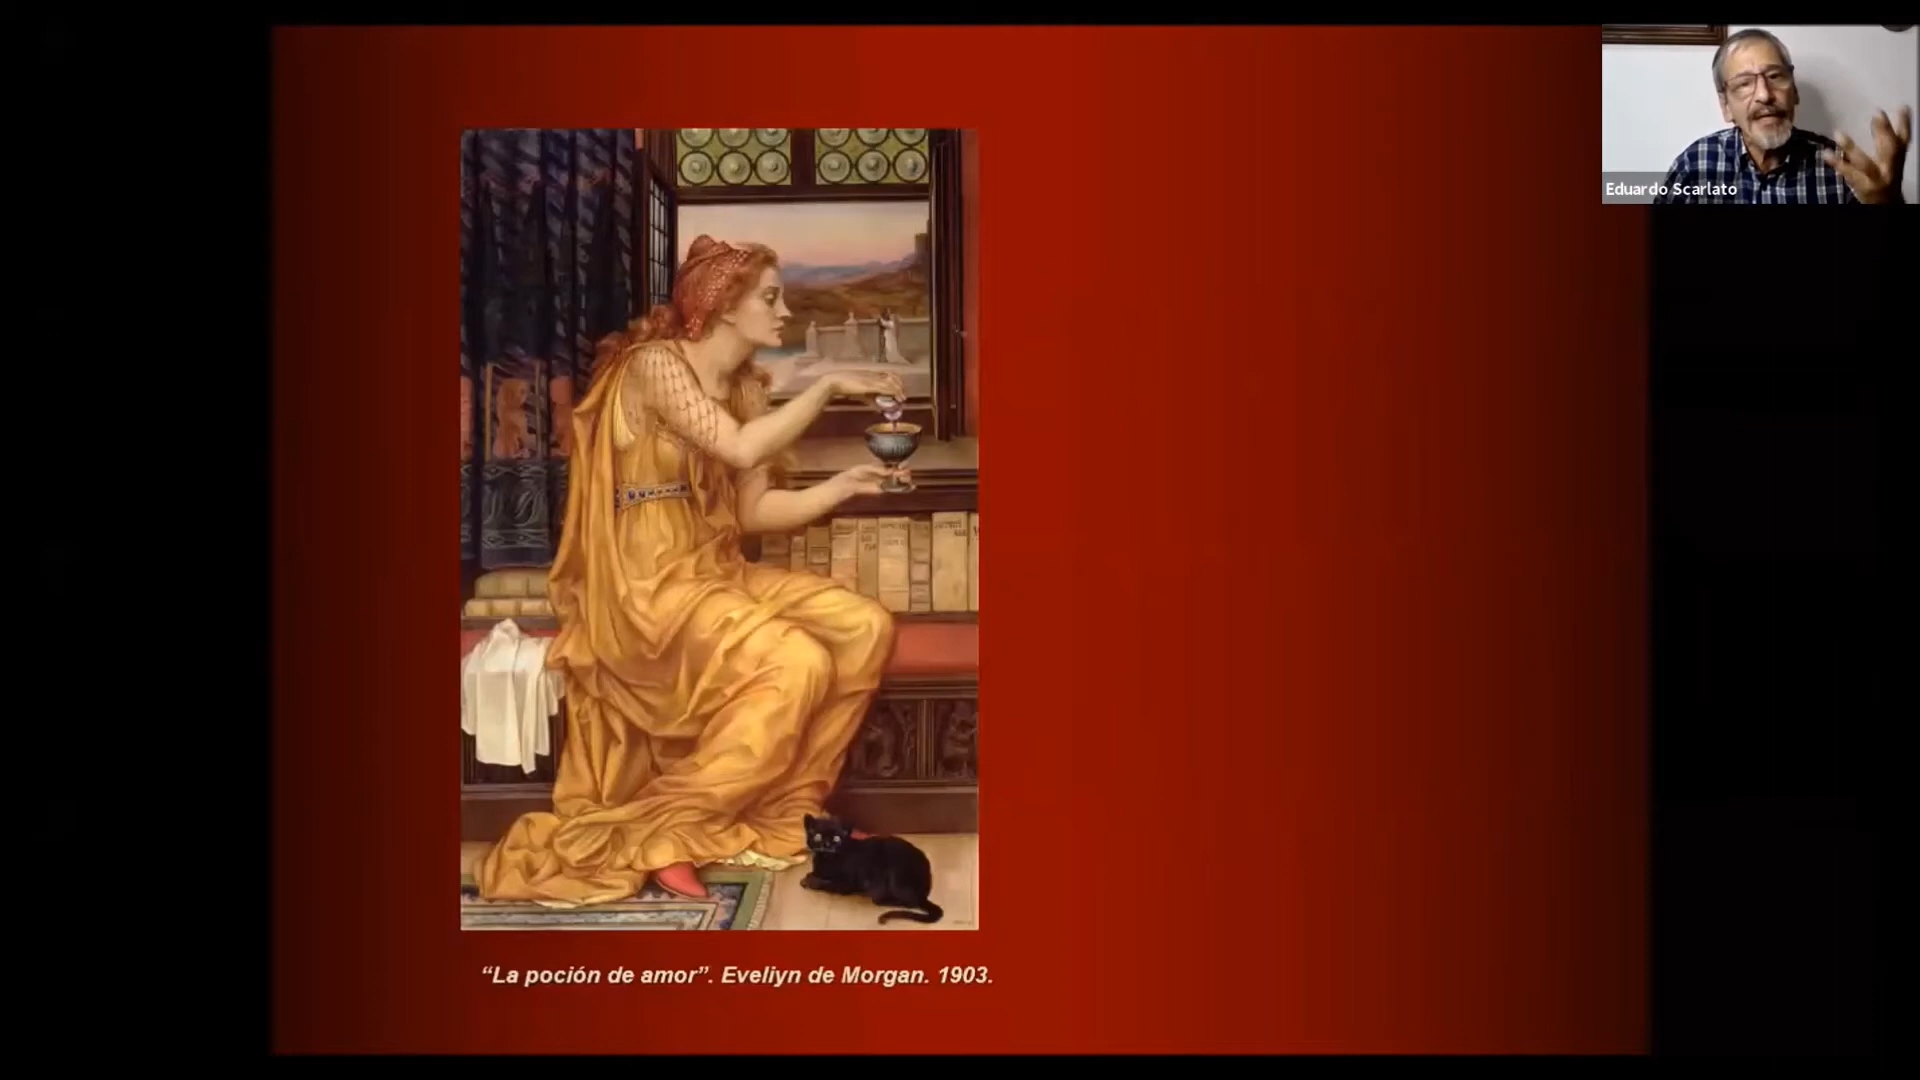 Eduardo Scarlato
“La poción de amor”. Eveliyn de Morgan. 1903.